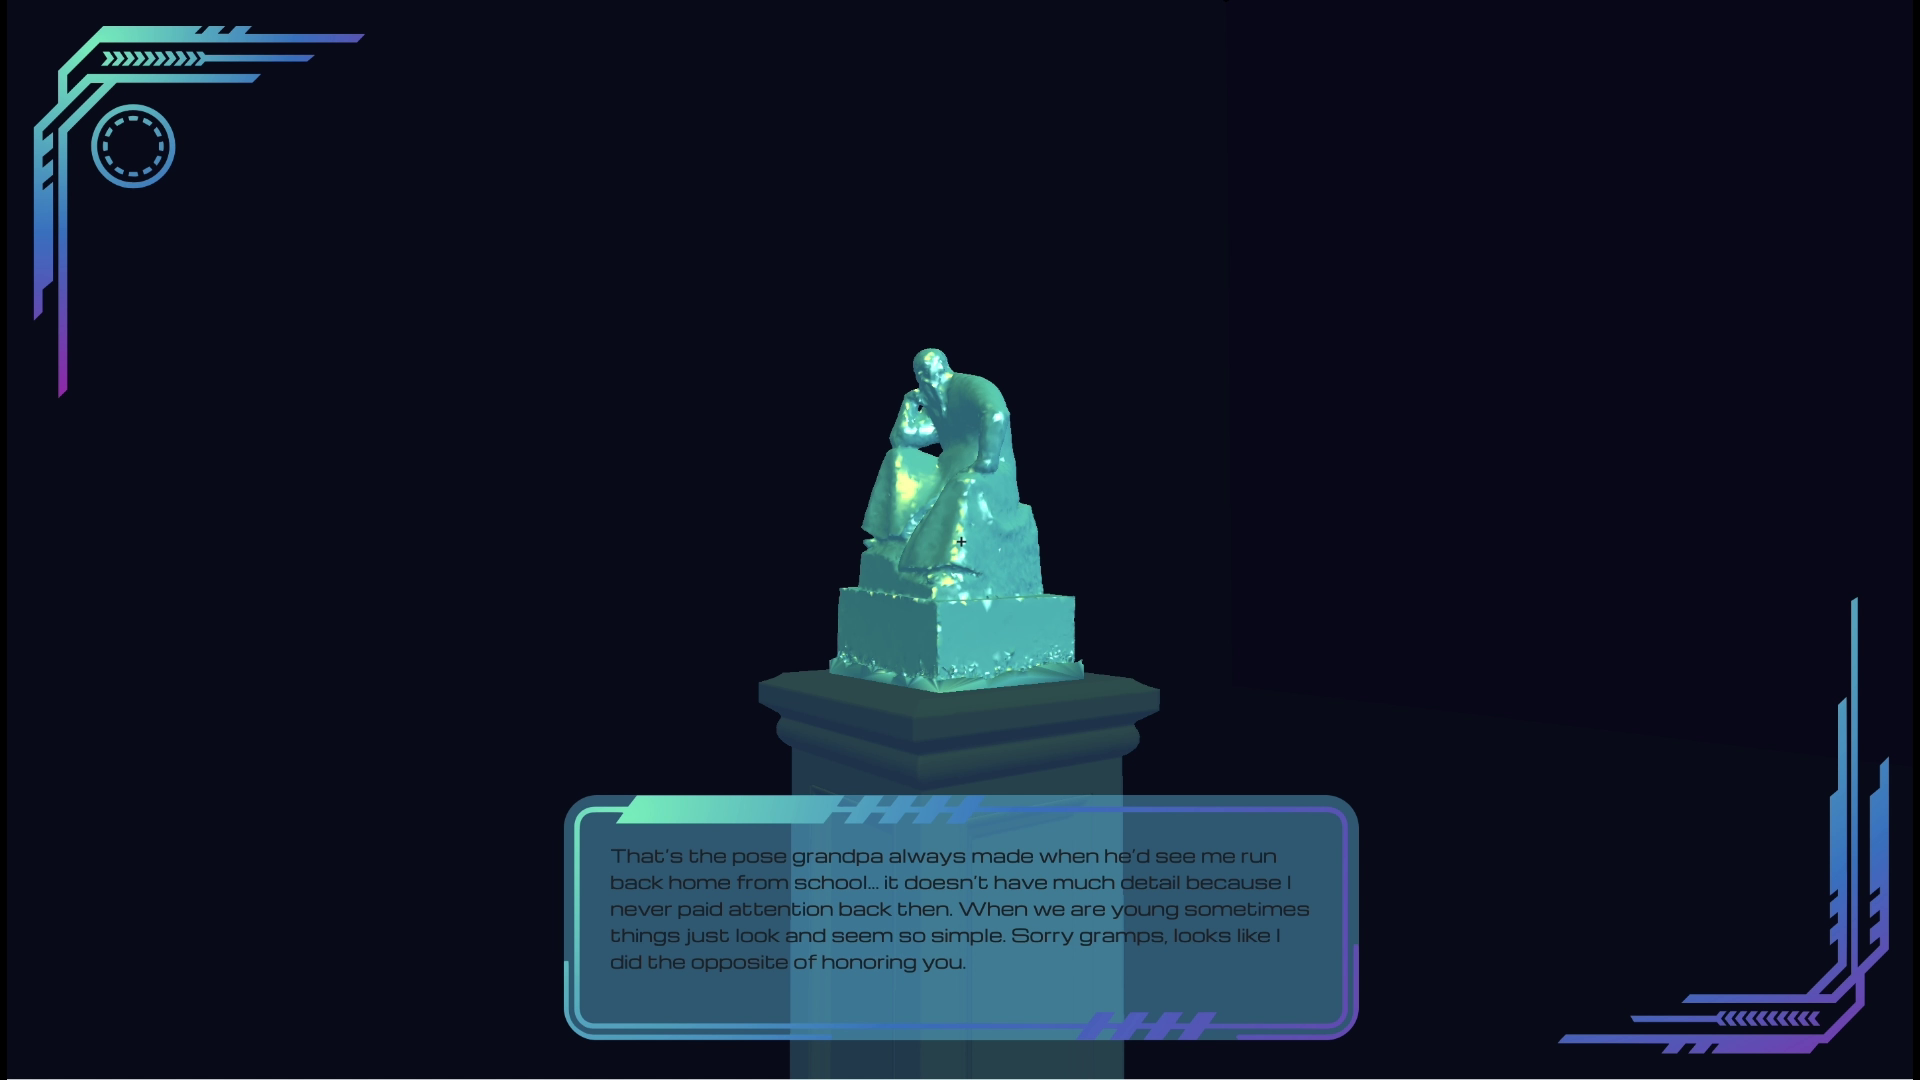 That's the pose grandpa always made when he'd see me run
back home from school... it doesn't have much detail because I
never paid attention back then. When we are young sometimes
things just look and seem so simple. Sorry gramps, looks like I
did the opposite of honoring you.